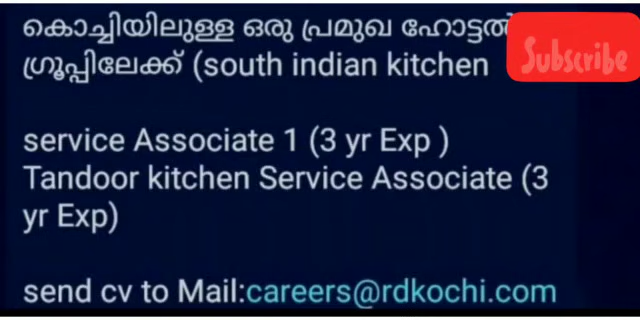 കൊച്ചിയിലുള്ള ഒരു പ്രമുഖ ഹോട്ടൽ
Subscribe
ഗ്രൂപ്പിലേക്ക് (south indian kitchen
service Associate 1 (3 yr Exp )
Tandoor kitchen Service Associate (3
yr Exp)
send cv to Mail:careers@rdkochi.com